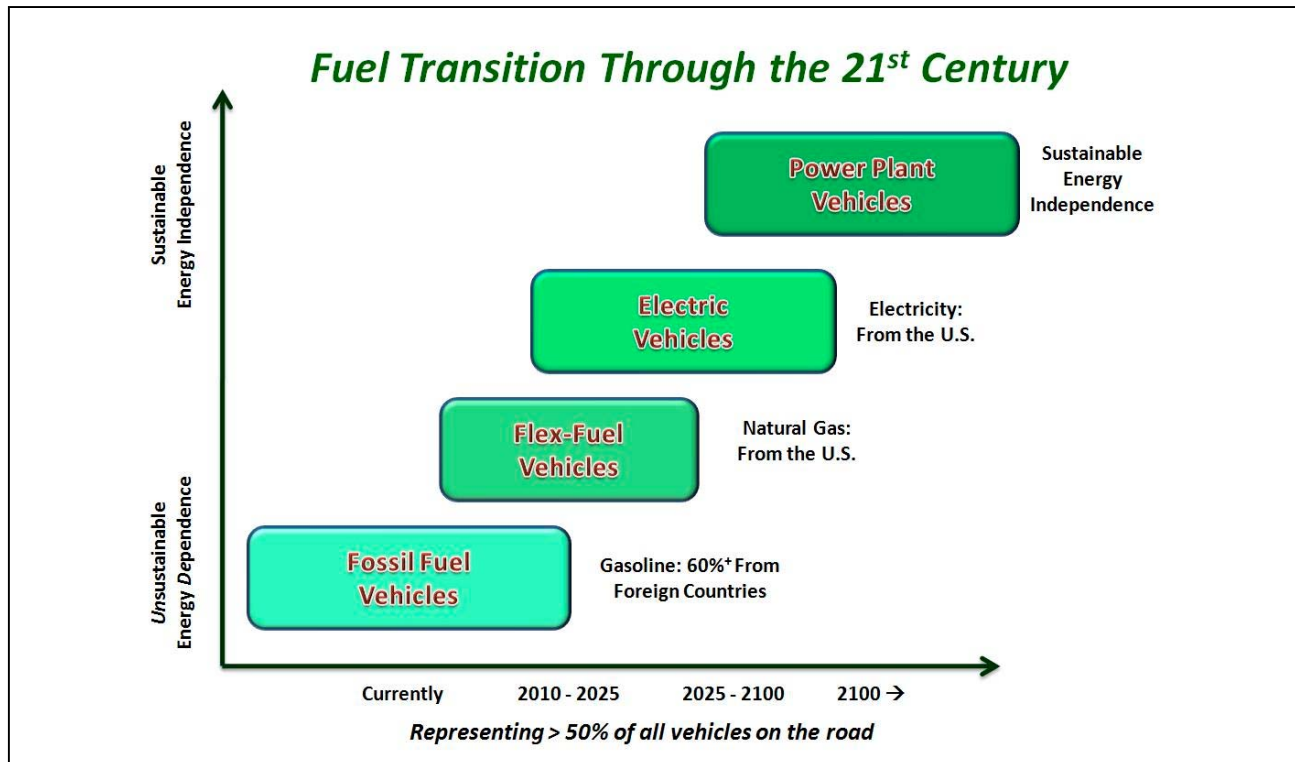 Fuel Transition Through the 21st Century
Sustainable
Energy Independence
Power Plant
Vehicles
Sustainable
Energy
Independence
Electric
Vehicles
Electricity:
From the U.S.
Flex-Fuel
Vehicles
Natural Gas:
From the U.S.
Unsustainable
Energy Dependence
Fossil Fuel
Vehicles
Gasoline: 60%+ From
Foreign Countries
Currently 2010 - 2025 2025 - 2100 2100 →
Representing > 50% of all vehicles on the road